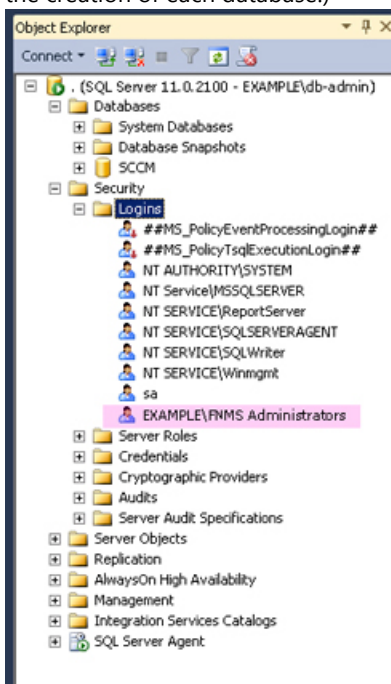 the creation of each database.)
Object Explorer
Connect
. (SQL Server 11.0.2100 - EXAMPLE\db-admin)
Databases
System Databases
Database Snapshots
SCCM
Security
Logins
##MS_PolicyEventProcessingLogin##
##MS_PolicyTsqlExecutionLogin##
NT AUTHORITY\SYSTEM
NT Service\MSSQLSERVER
NT SERVICE\ReportServer
NT SERVICE\SQLSERVERAGENT
NT SERVICE\SQLWriter
NT SERVICE\Winmgmt
sa
EXAMPLE\FNMS Administrators
Server Roles
Credentials
Cryptographic Providers
Audits
Server Audit Specifications
Server Objects
Replication
AlwaysOn High Availability
Management
Integration Services Catalogs
SQL Server Agent